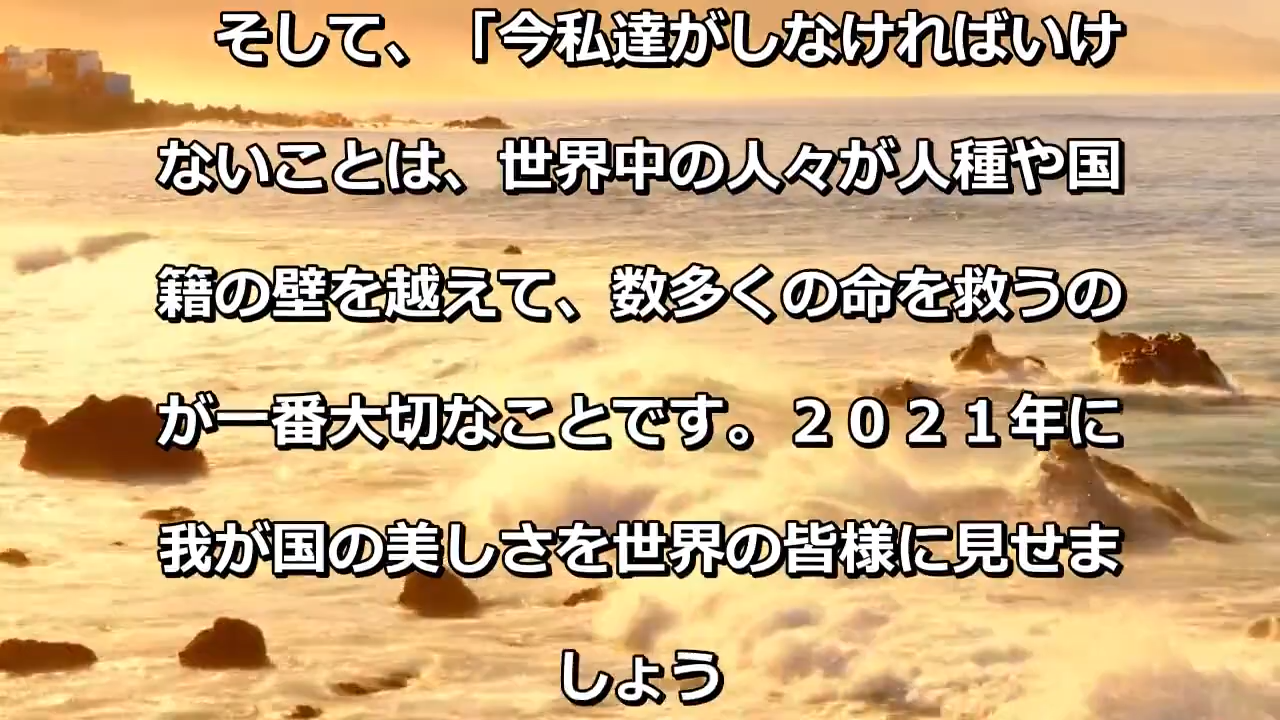 そして、「今私達がしなければいけ
ないことは、世界中の人々が人種や国
籍の壁を越えて、数多くの命を救うの
が一番大切なことです。２０２１年に
我が国の美しさを世界の皆様に見せま
しょう